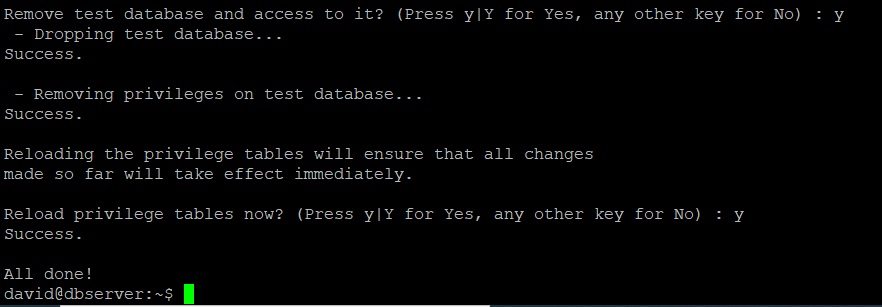 Remove test database and access to it? (Press y|Y for Yes, any other key for No) : y
 - Dropping test database...
Success.

 - Removing privileges on test database...
Success.

Reloading the privilege tables will ensure that all changes
made so far will take effect immediately.

Reload privilege tables now? (Press y|Y for Yes, any other key for No) : y
Success.

All done!
david@dbserver:~$